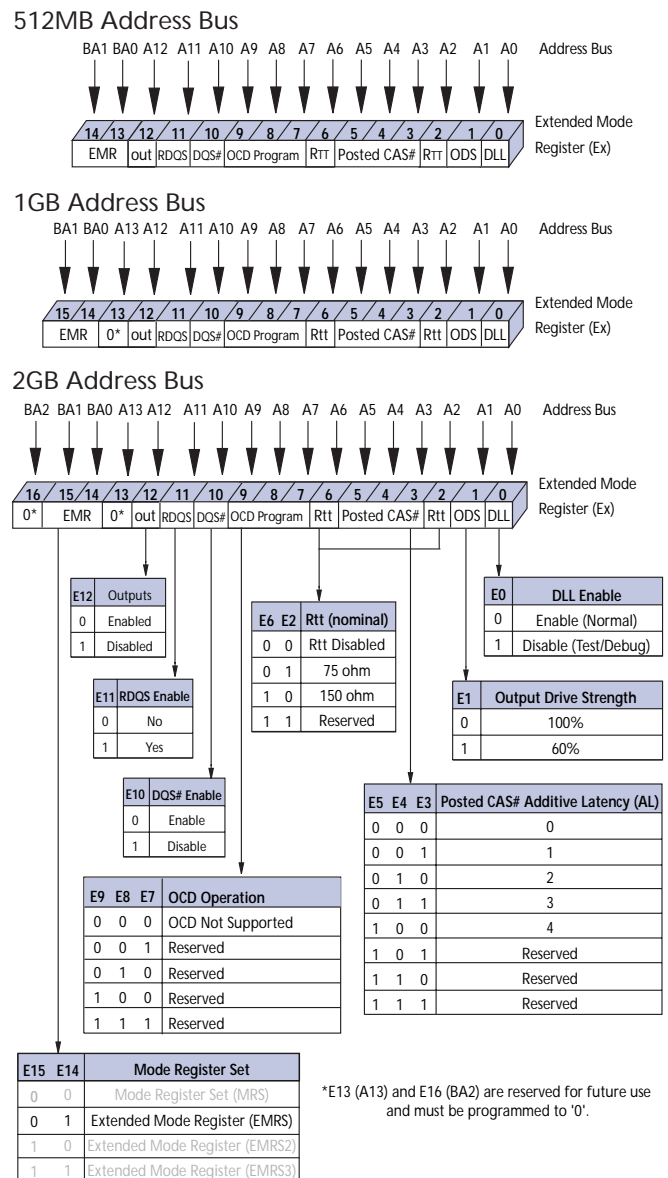 512MB Address Bus
BA1 BA0 A12 A11 A10 A9 A8 A7 A6 A5 A4 A3 A2 A1 A0 Address Bus
14 13 12 11 10 9 8 7 6 5 4 3 2 1 0
EMR out RDQS DQS# OCD Program RTT Posted CAS# RTT ODS DLL
Extended Mode
Register (Ex)
1GB Address Bus
BA1 BA0 A13 A12 A11 A10 A9 A8 A7 A6 A5 A4 A3 A2 A1 A0 Address Bus
15 14 13 12 11 10 9 8 7 6 5 4 3 2 1 0
EMR 0* out RDQS DQS# OCD Program Rtt Posted CAS# Rtt ODS DLL
Extended Mode
Register (Ex)
2GB Address Bus
BA2 BA1 BA0 A13 A12 A11 A10 A9 A8 A7 A6 A5 A4 A3 A2 A1 A0 Address Bus
16 15 14 13 12 11 10 9 8 7 6 5 4 3 2 1 0
0* EMR 0* out RDQS DQS# OCD Program Rtt Posted CAS# Rtt ODS DLL
Extended Mode
Register (Ex)
E12 Outputs
0 Enabled
1 Disabled
E11 RDQS Enable
0 No
1 Yes
E10 DQS# Enable
0 Enable
1 Disable
E6 E2 Rtt (nominal)
0 0 Rtt Disabled
0 1 75 ohm
1 0 150 ohm
1 1 Reserved
E0 DLL Enable
0 Enable (Normal)
1 Disable (Test/Debug)
E1 Output Drive Strength
0 100%
1 60%
E5 E4 E3 Posted CAS# Additive Latency (AL)
0 0 0 0
0 0 1 1
0 1 0 2
0 1 1 3
1 0 0 4
1 0 1 Reserved
1 1 0 Reserved
1 1 1 Reserved
E9 E8 E7 OCD Operation
0 0 0 OCD Not Supported
0 0 1 Reserved
0 1 0 Reserved
1 0 0 Reserved
1 1 1 Reserved
E15 E14 Mode Register Set
0 0 Mode Register Set (MRS)
0 1 Extended Mode Register (EMRS)
1 0 Extended Mode Register (EMRS2)
1 1 Extended Mode Register (EMRS3)
*E13 (A13) and E16 (BA2) are reserved for future use
and must be programmed to '0'.